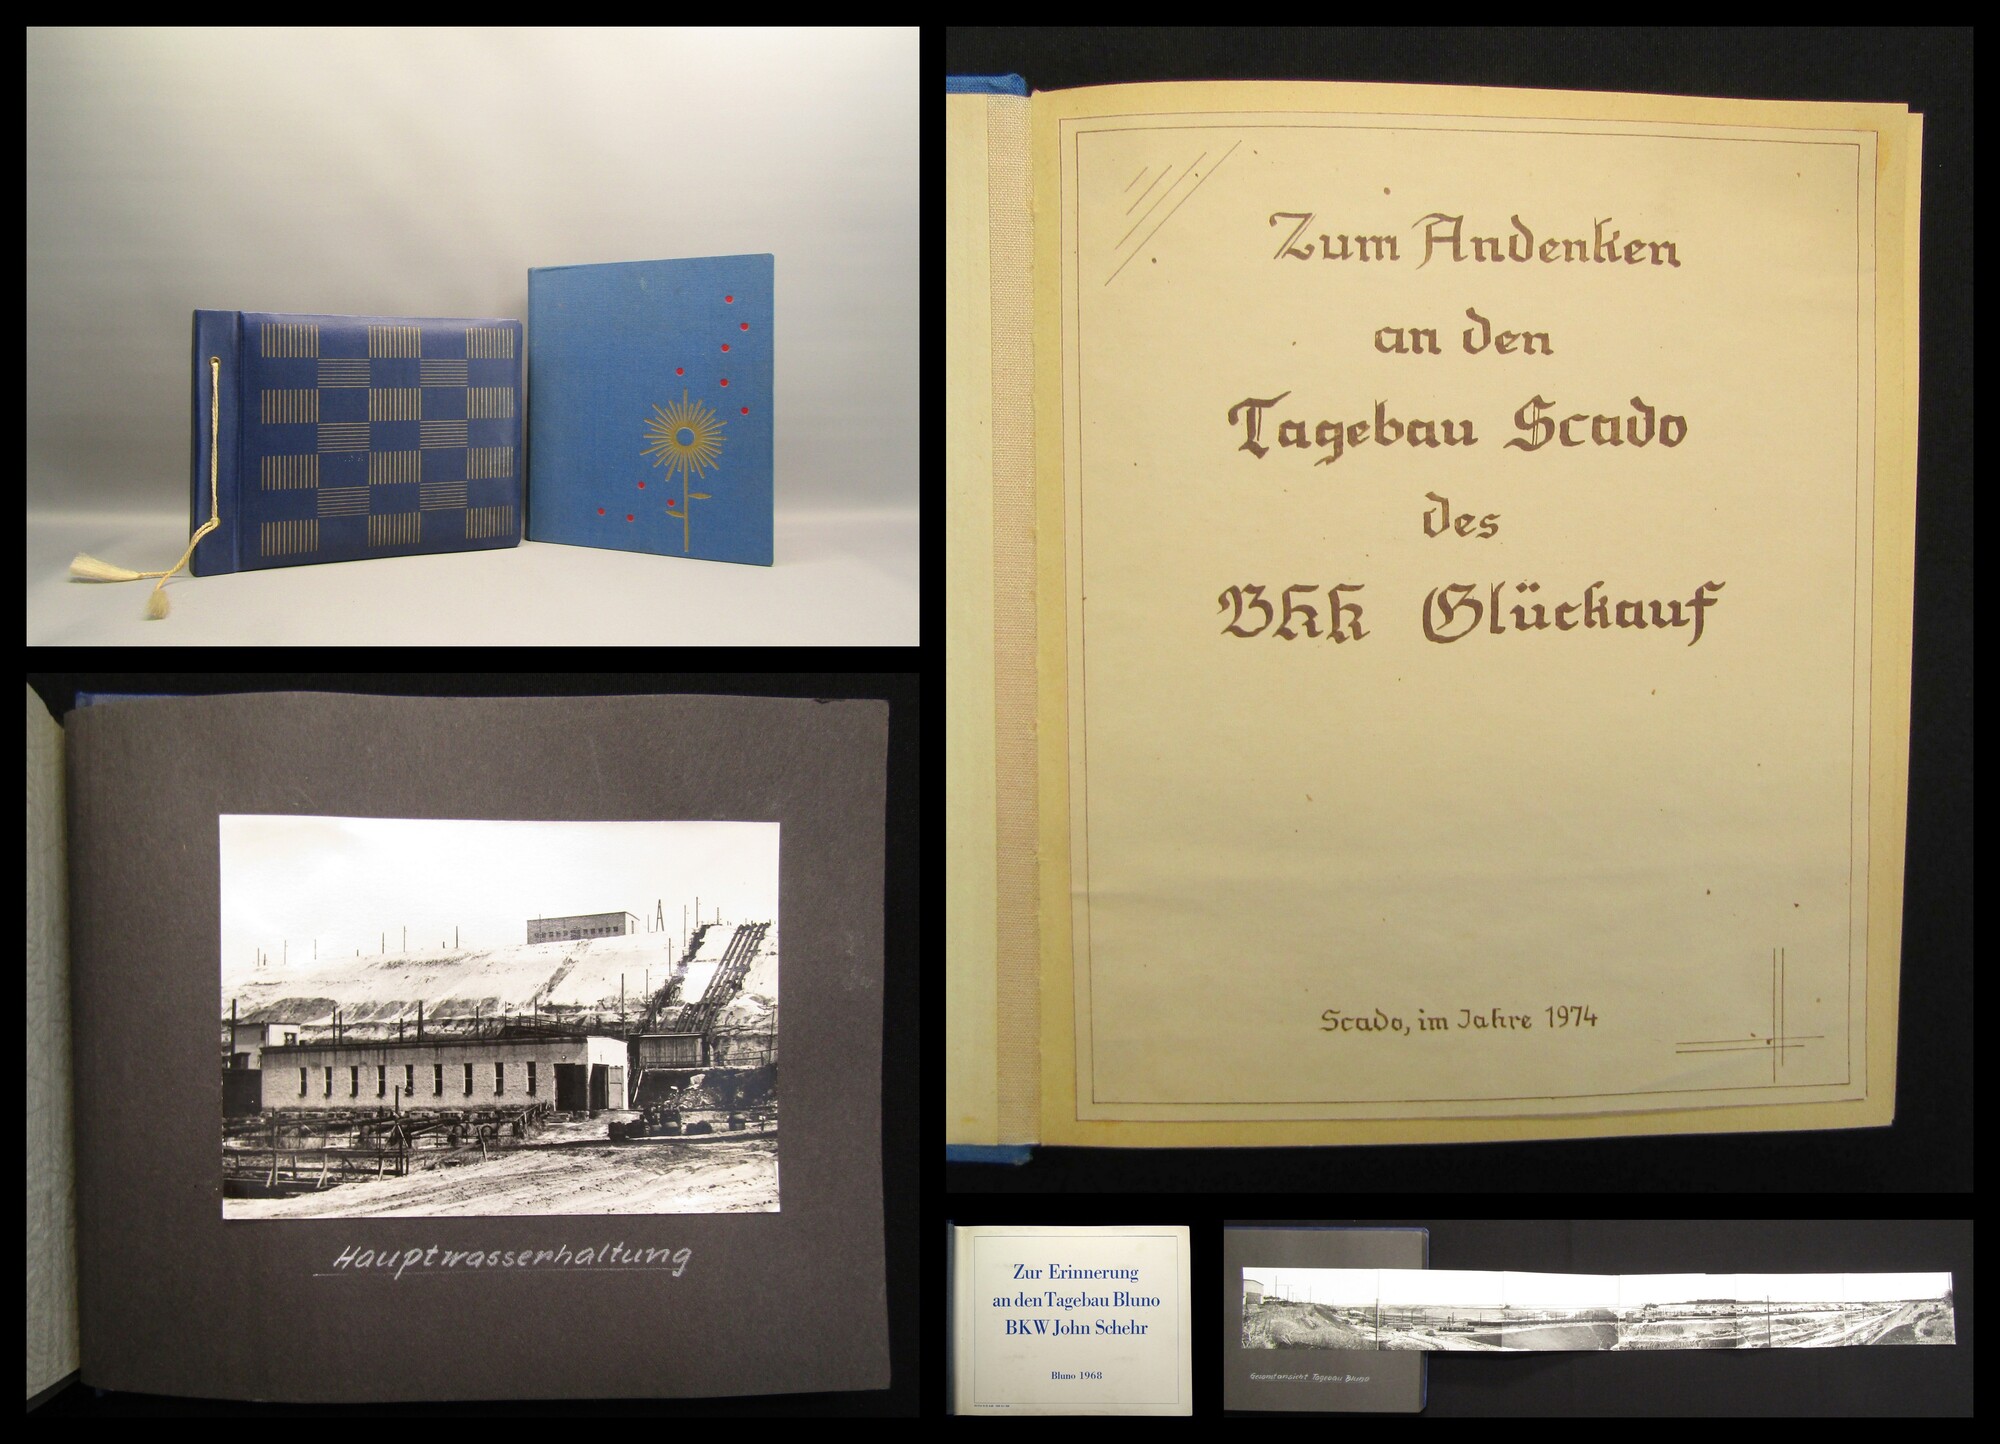 Zum Andenken
an den
Tagebau Scado
des
Bkk Glückauf
Scado, im Jahre 1974
Hauptwasserhaltung
Zur Erinnerung
an den Tagebau Bluno
BKW John Schehr
Bluno 1968
Gesamtansicht Tagebau Bluno